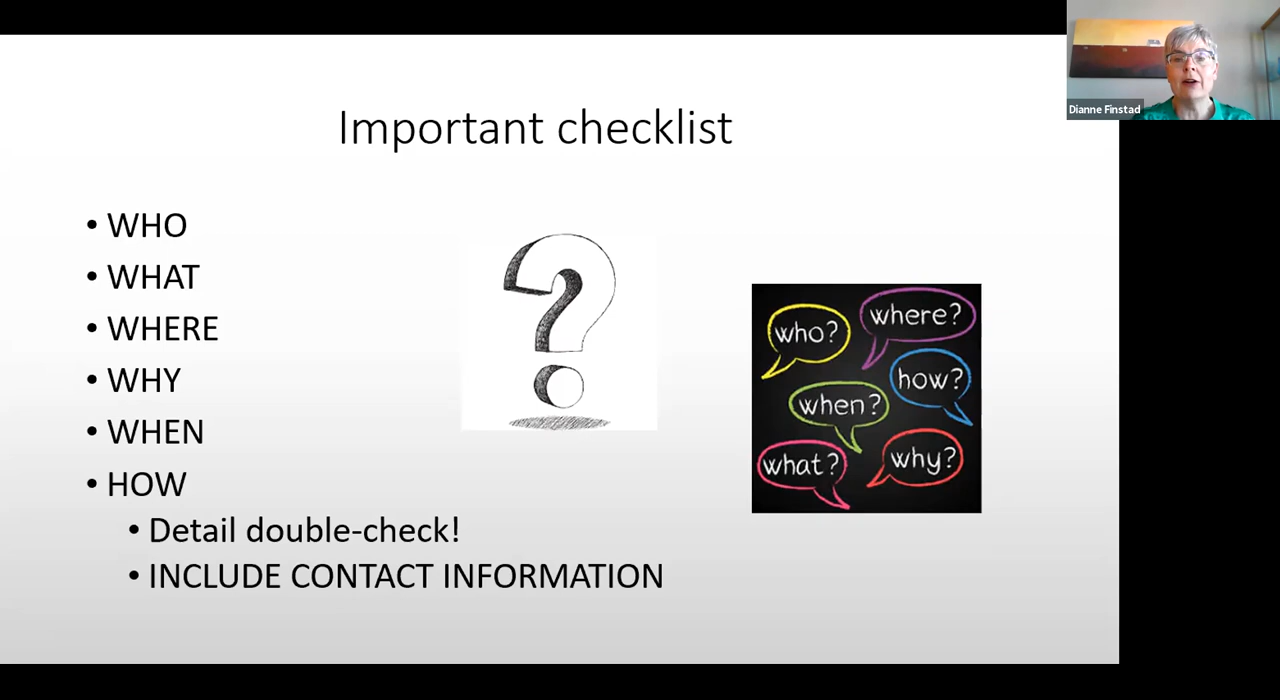 Dianne Finstad
Important checklist
• WHO
• WHAT
• WHERE
• WHY
• WHEN
• HOW
• Detail double-check!
• INCLUDE CONTACT INFORMATION
?
who?
where?
how?
when?
what?
why?